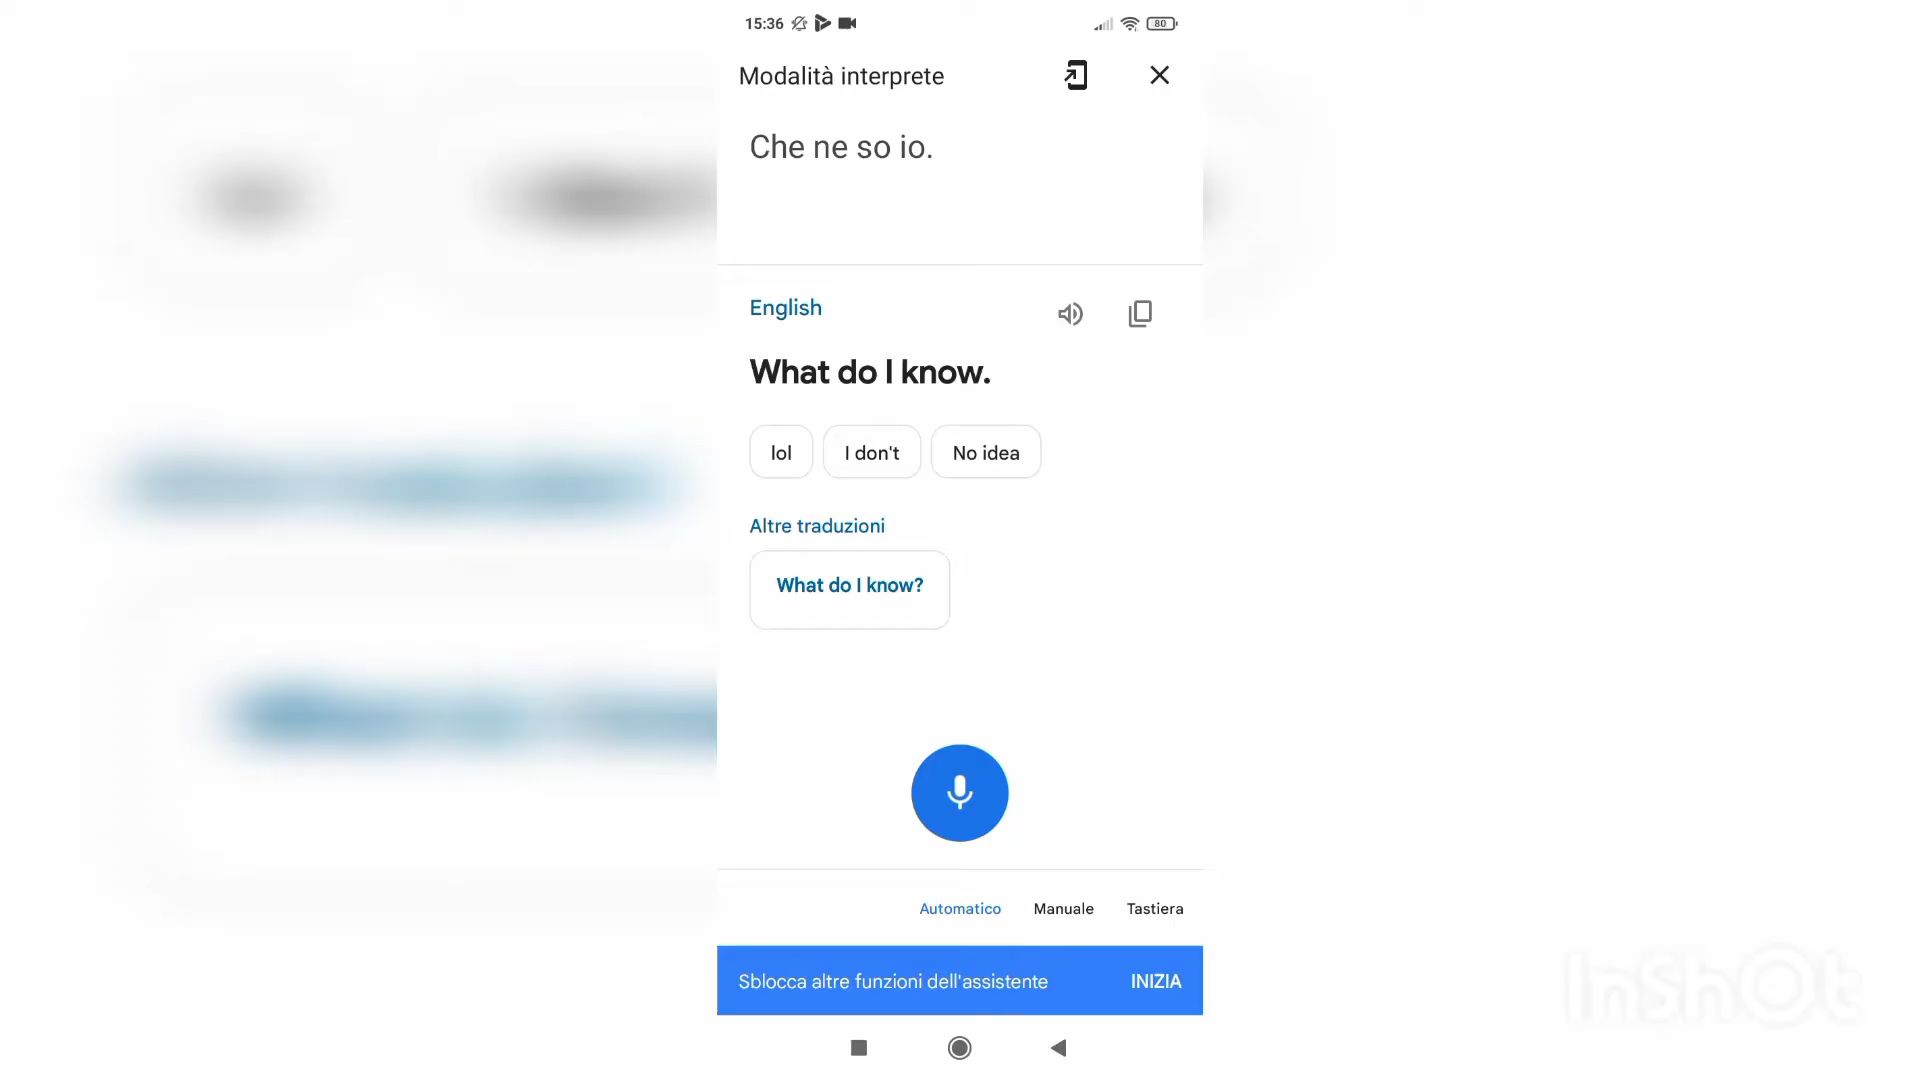 15:36
80
Modalità interprete
Che ne so io.
English
What do I know.
lol
I don't
No idea
Altre traduzioni
What do I know?
Automatico
Manuale
Tastiera
Sblocca altre funzioni dell'assistente
INIZIA
InShOt